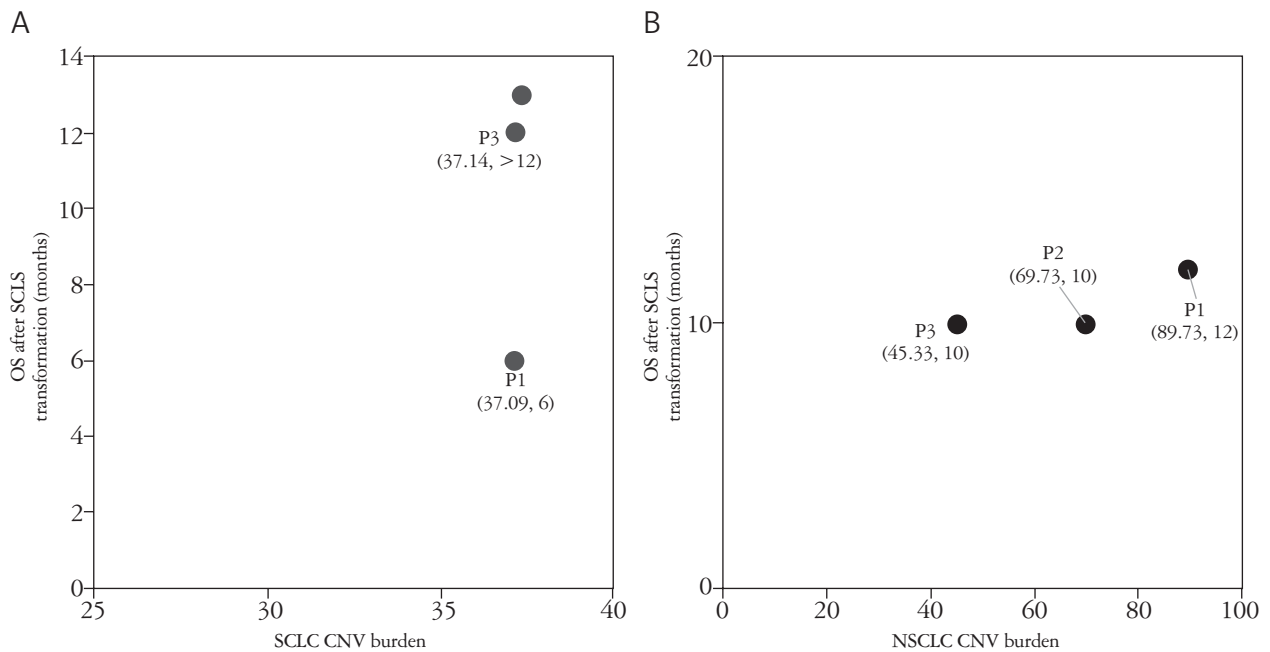 A
14
12
10
8
6
4
2
0
25
30
35
40
OS after SCLS
transformation (months)
SCLC CNV burden
P3
(37.14, >12)
P1
(37.09, 6)
B
20
10
0
0
20
40
60
80
100
OS after SCLS
transformation (months)
NSCLC CNV burden
P2
(69.73, 10)
P3
(45.33, 10)
P1
(89.73, 12)